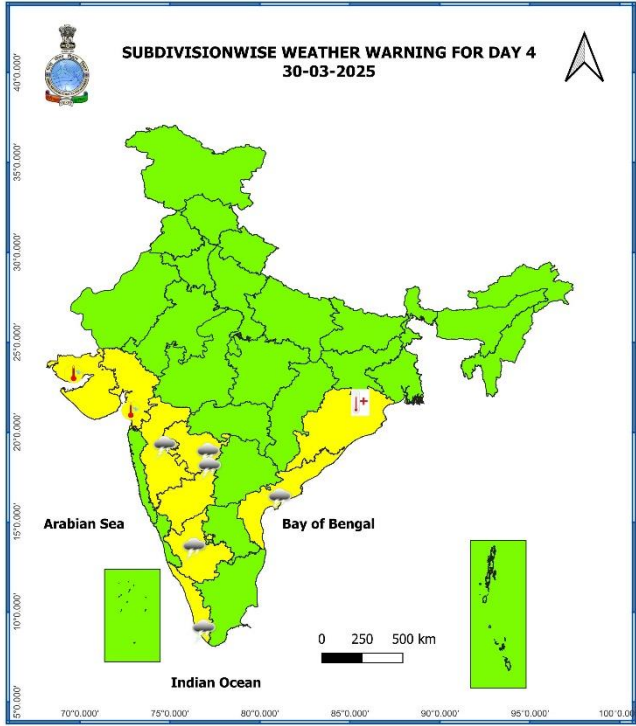 SUBDIVISIONWISE WEATHER WARNING FOR DAY 4
30-03-2025
40°0.000'
35°0.000'
30°0.000'
25°0.000'
20°0.000'
15°0.000'
10°0.000'
5°0.000'
Arabian Sea
Bay of Bengal
0 250 500 km
Indian Ocean
70°0.000' 75°0.000' 80°0.000' 85°0.000' 90°0.000' 95°0.000' 100°0.0